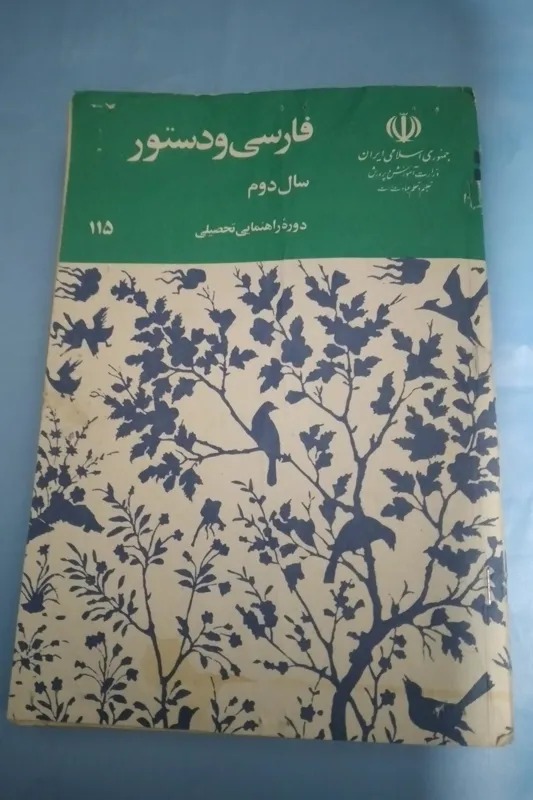 جمهوری اسلامی ایران
وزارت آموزش و پرورش
فارسی و دستور
سال دوم
دورهٔ راهنمایی تحصیلی
۱۱۵